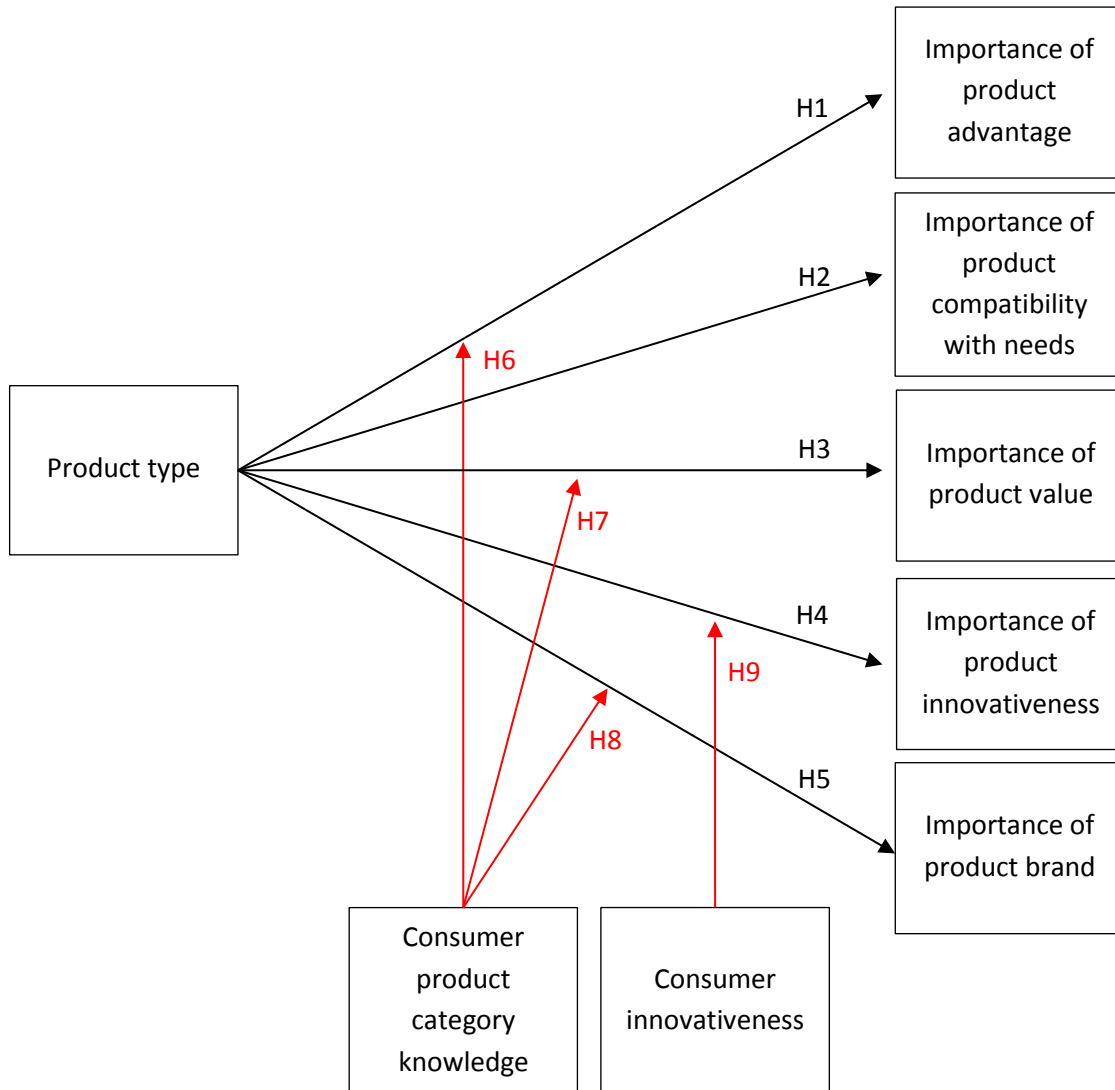 Importance of
product
advantage
H1
Importance of
product
compatibility
with needs
H2
H6
Product type
H3
Importance of
product value
H7
H4
Importance of
product
innovativeness
H9
H8
H5
Importance of
product brand
Consumer
product
category
knowledge
Consumer
innovativeness